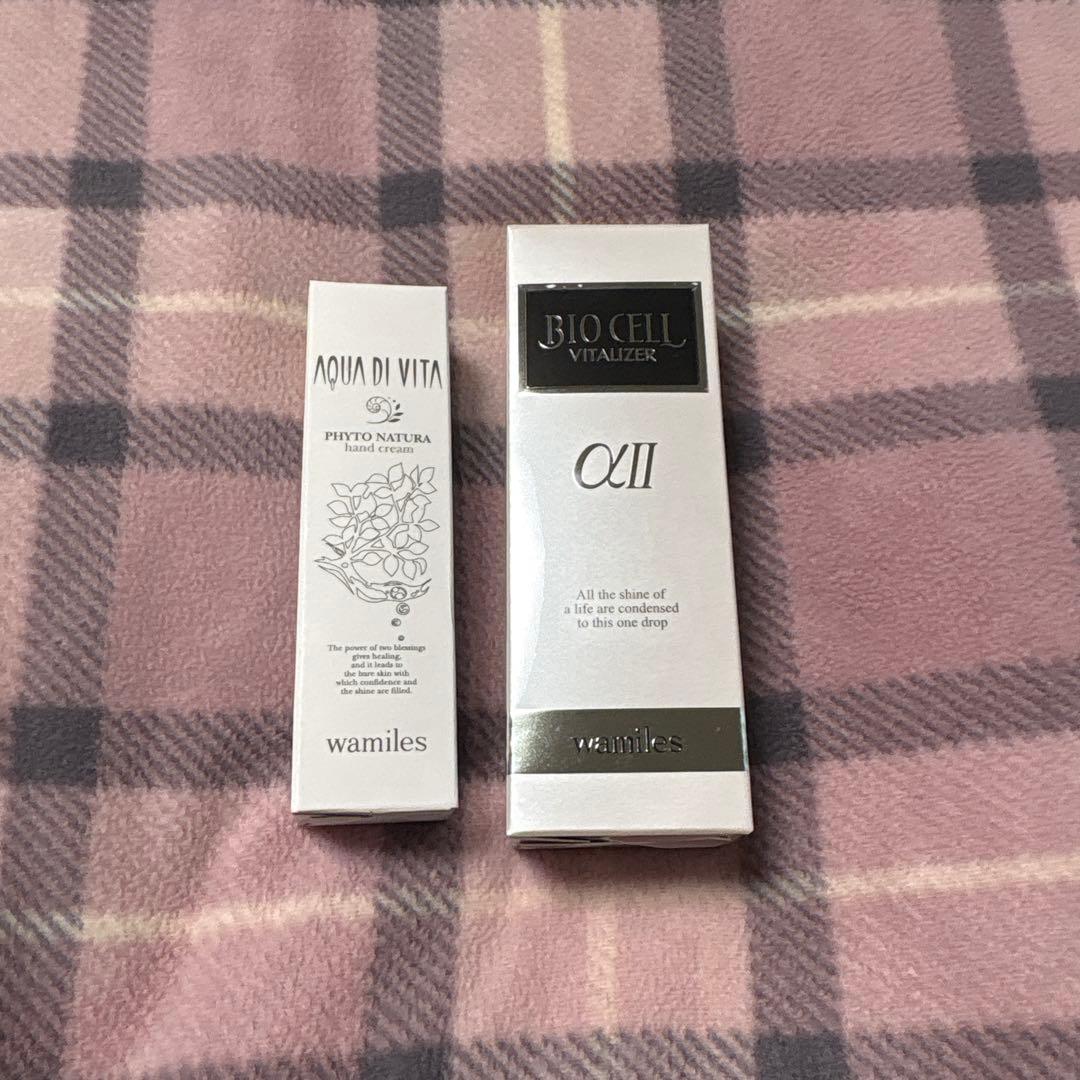 AQUA DI VITA
PHYTO NATURA
hand cream
The power of two blessings
gives healing,
and it leads to
the bare skin with
which confidence and
the shine are filled.
wamiles
BIO CELL
VITALIZER
αII
All the shine of
a life are condensed
to this one drop
wamiles